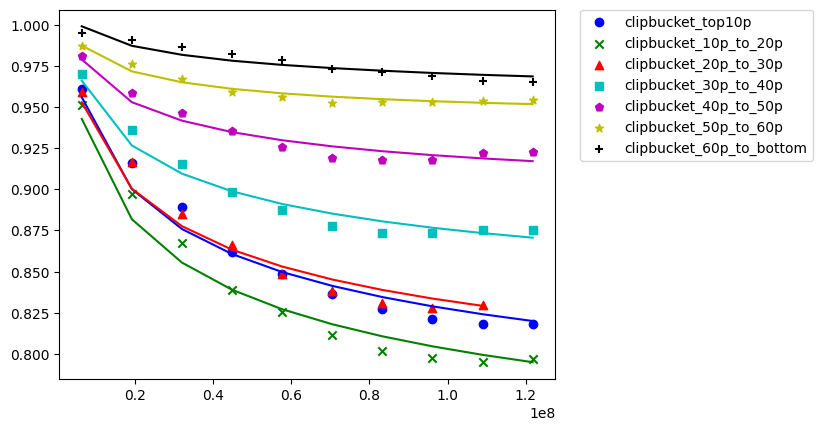 1.000
0.975
0.950
0.925
0.900
0.875
0.850
0.825
0.800
0.2 0.4 0.6 0.8 1.0 1.2
1e8
clipbucket_top10p
clipbucket_10p_to_20p
clipbucket_20p_to_30p
clipbucket_30p_to_40p
clipbucket_40p_to_50p
clipbucket_50p_to_60p
clipbucket_60p_to_bottom